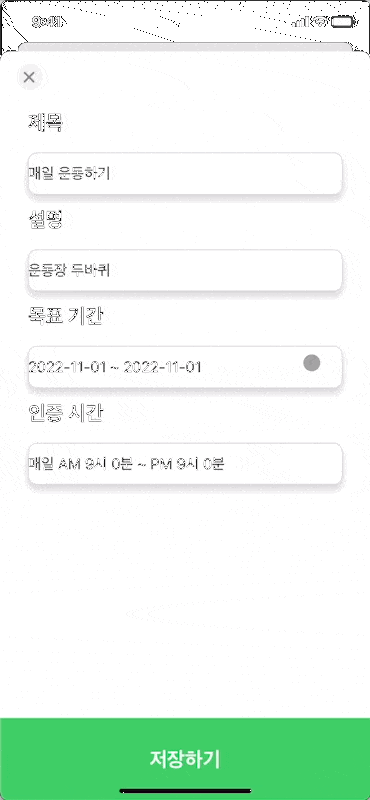 제목
매일 운동하기
설명
운동장 두바퀴
목표 기간
2022-11-01 ~ 2022-11-01
인증 시간
매일 AM 9시 0분 ~ PM 9시 0분
저장하기